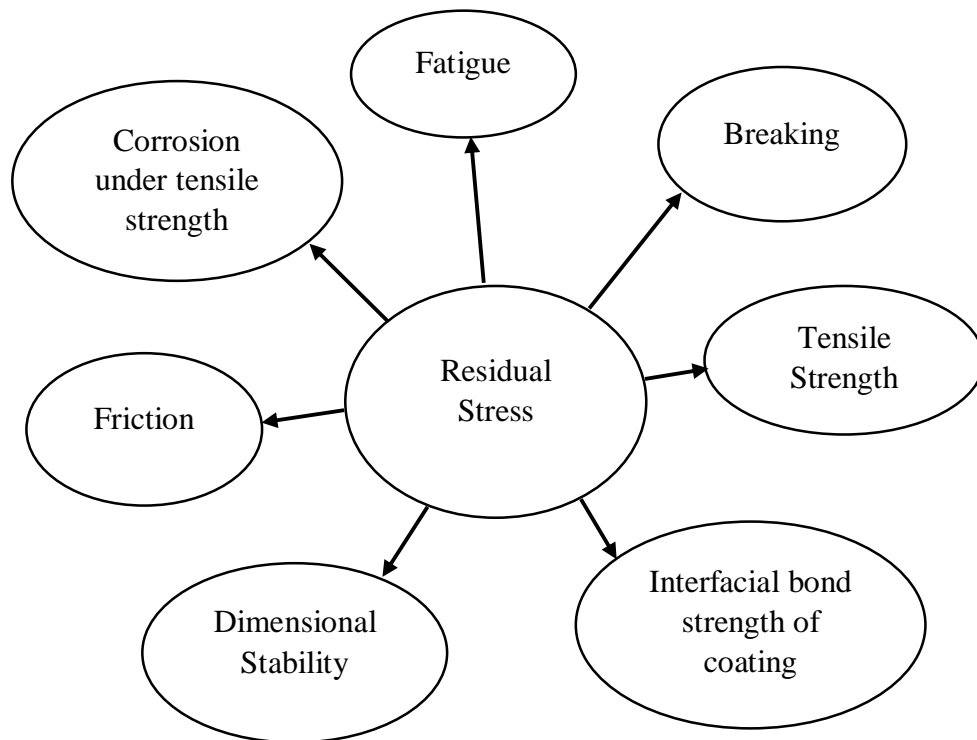 Fatigue
Breaking
Corrosion
under tensile
strength
Tensile
Strength
Residual
Stress
Friction
Interfacial bond
strength of
coating
Dimensional
Stability